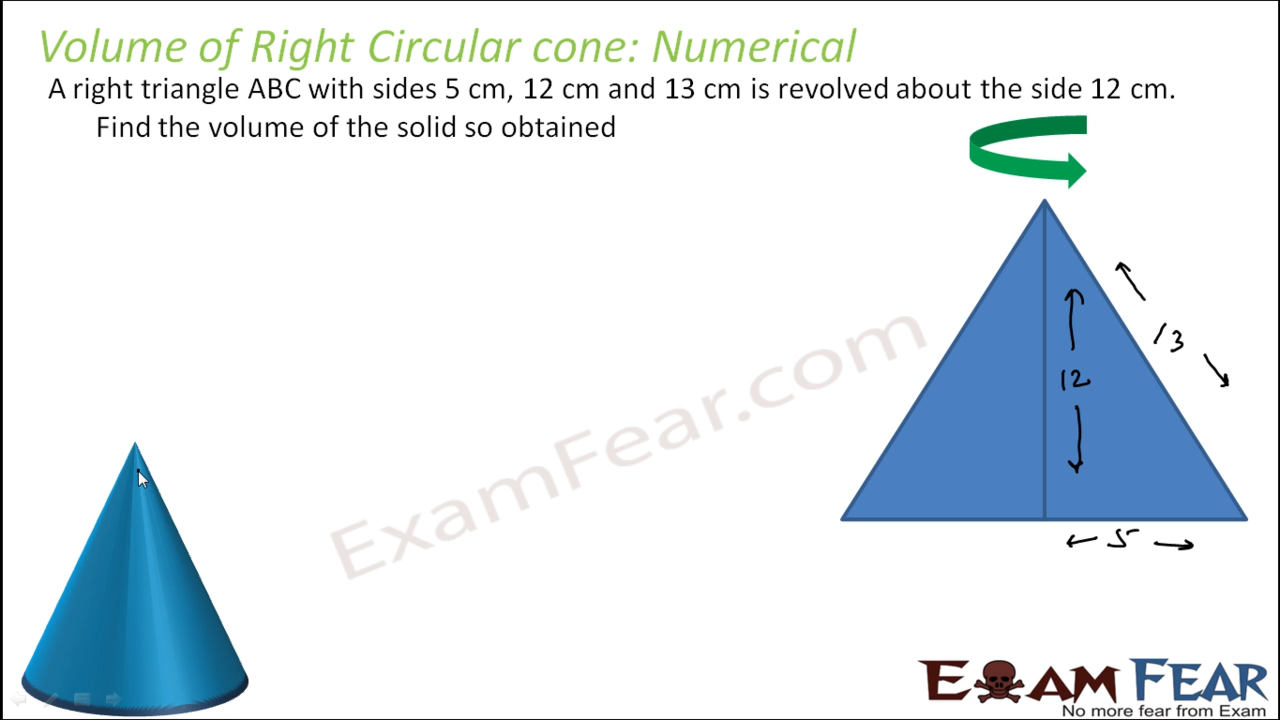 Volume of Right Circular cone: Numerical
A right triangle ABC with sides 5 cm, 12 cm and 13 cm is revolved about the side 12 cm.
Find the volume of the solid so obtained
13
12
5
ExamFear.com
EXAM FEAR
No more fear from Exam